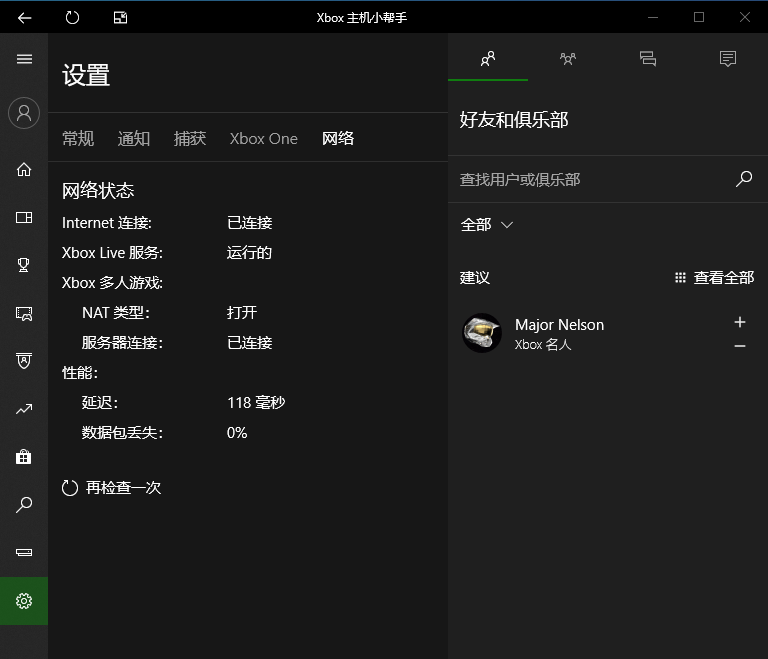 Xbox 主机小帮手
设置
常规 通知 捕获 Xbox One 网络
网络状态
Internet 连接: 已连接
Xbox Live 服务: 运行的
Xbox 多人游戏:
NAT 类型: 打开
服务器连接: 已连接
性能:
延迟: 118 毫秒
数据包丢失: 0%
再检查一次
好友和俱乐部
查找用户或俱乐部
全部
建议 查看全部
Major Nelson
Xbox 名人